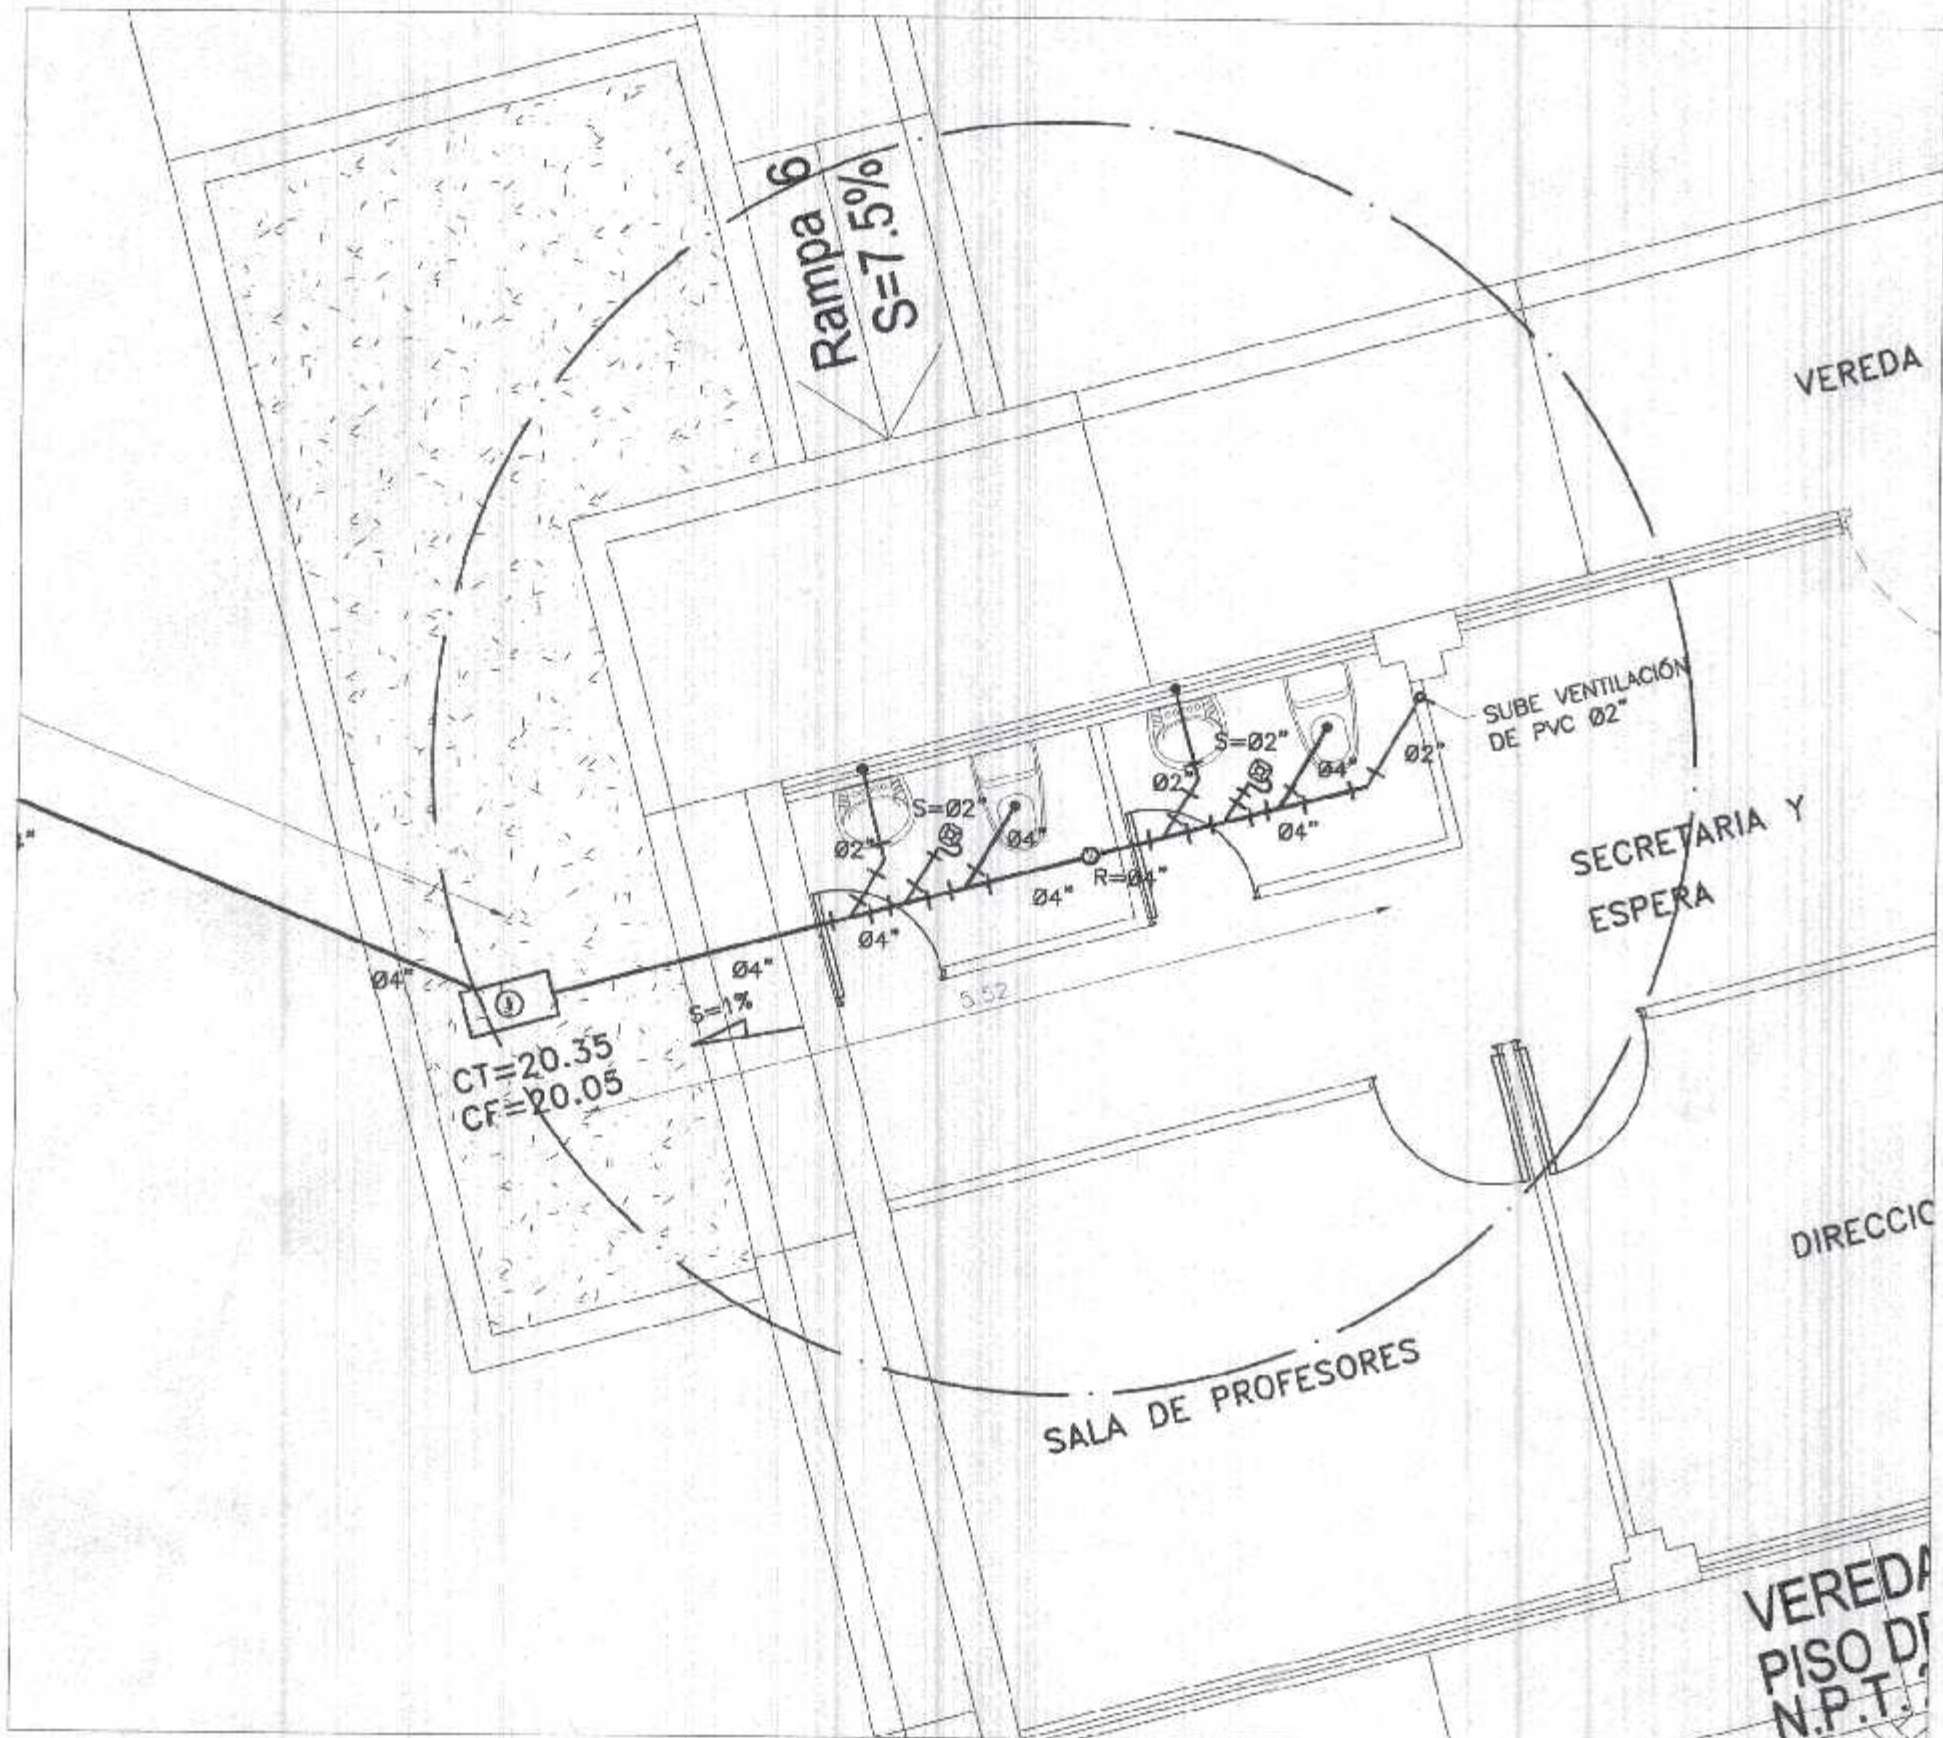 Rampa 6
S=7.5%
VEREDA
SUBE VENTILACIÓN
DE PVC Ø2"
S=Ø2"
Ø2"
Ø4"
Ø2"
Ø4"
S=Ø2"
Ø2"
Ø4"
R=Ø4"
Ø4"
Ø4"
Ø4"
S=1%
Ø4"
5.52
CT=20.35
CF=20.05
SECRETARIA Y
ESPERA
SALA DE PROFESORES
DIRECCIO
VEREDA
PISO DE
N.P.T.